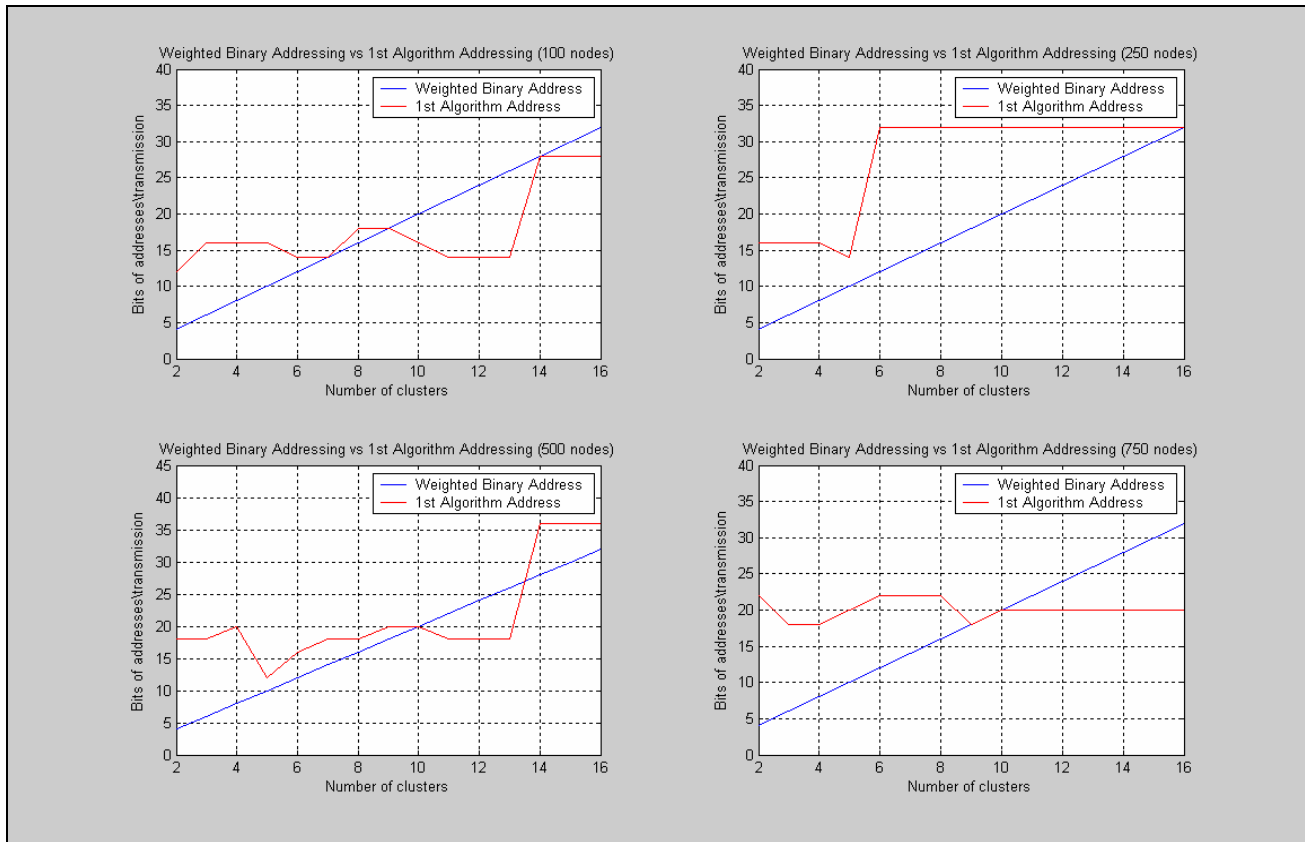 Weighted Binary Addressing vs 1st Algorithm Addressing (100 nodes)
40
35
30
25
20
15
10
5
0
Bits of addresses\transmission
Weighted Binary Address
1st Algorithm Address
2 4 6 8 10 12 14 16
Number of clusters
Weighted Binary Addressing vs 1st Algorithm Addressing (250 nodes)
40
35
30
25
20
15
10
5
0
Bits of addresses\transmission
Weighted Binary Address
1st Algorithm Address
2 4 6 8 10 12 14 16
Number of clusters
Weighted Binary Addressing vs 1st Algorithm Addressing (500 nodes)
45
40
35
30
25
20
15
10
5
0
Bits of addresses\transmission
Weighted Binary Address
1st Algorithm Address
2 4 6 8 10 12 14 16
Number of clusters
Weighted Binary Addressing vs 1st Algorithm Addressing (750 nodes)
40
35
30
25
20
15
10
5
0
Bits of addresses\transmission
Weighted Binary Address
1st Algorithm Address
2 4 6 8 10 12 14 16
Number of clusters